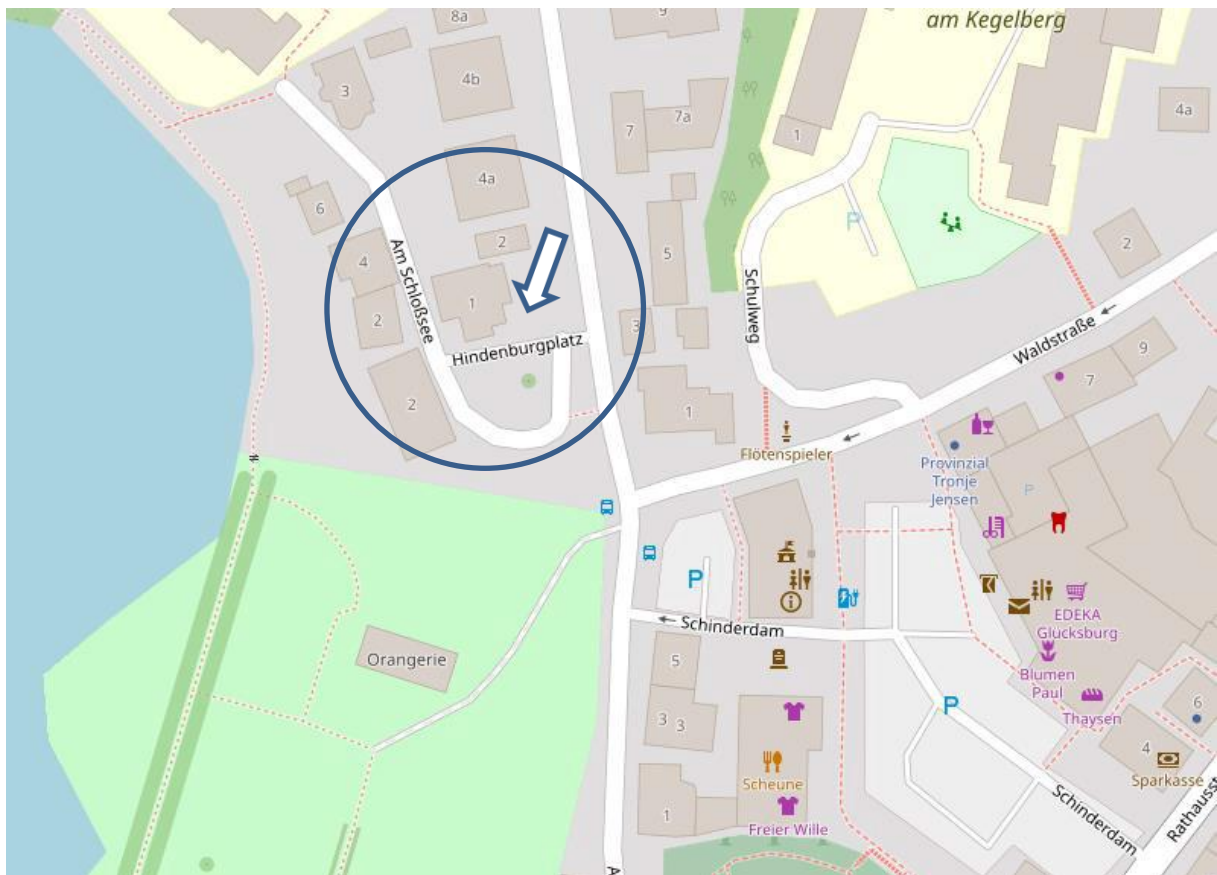 8a
9
am Kegelberg
3
4b
7
7a
1
4a
4a
6
2
5
2
4
Am Schloßsee
1
P
Schulweg
2
3
Hindenburgplatz
Waldstraße
9
7
2
1
Flötenspieler
Provinzial
Tronje
Jensen
P
P
EDEKA
Glücksburg
Schinderdam
Orangerie
5
Blumen
Paul
Thaysen
6
3
3
P
4
Sparkasse
Scheune
Schinderdam
Rathausst
1
Freier Wille
A